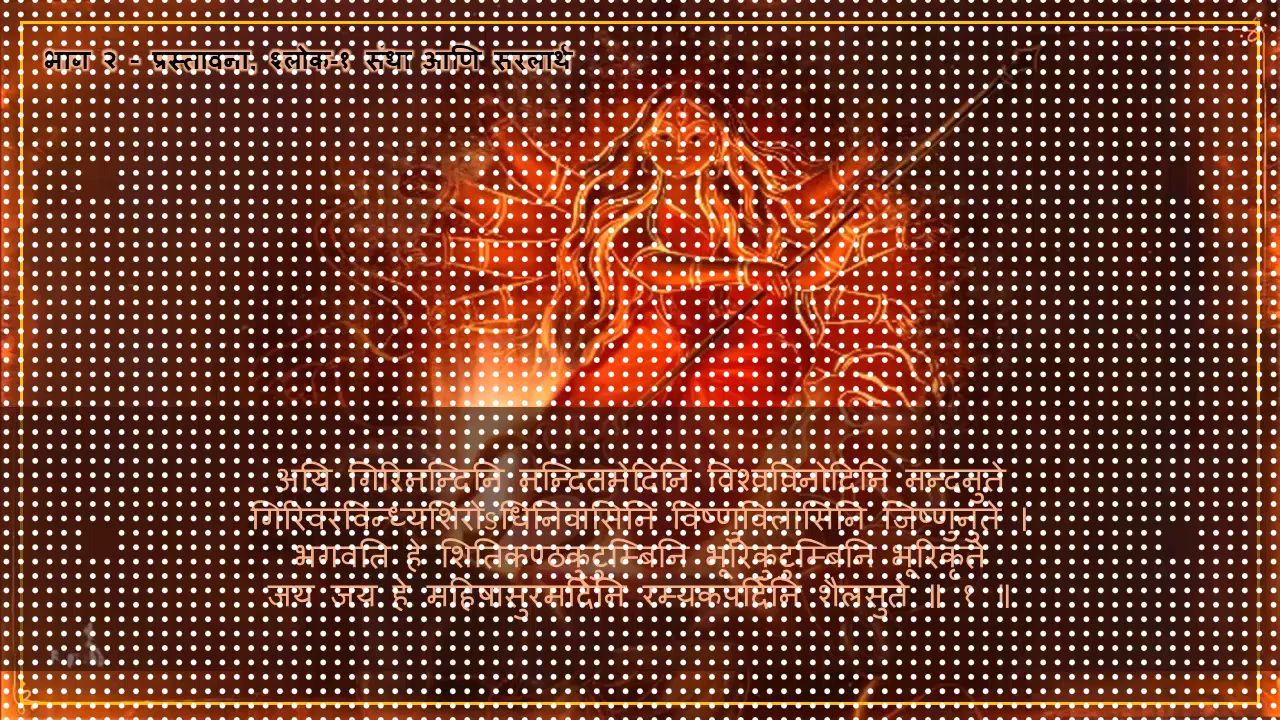 भाग २ - प्रस्तावना. श्लोक-१ संथा आणि सरलार्थ
अयि गिरिनन्दिनि नन्दितमेदिनि विश्वविनोदिनि नन्दनुते
गिरिवरविन्ध्यशिरोऽधिनिवासिनि विष्णुविलासिनि जिष्णुनुते ।
भगवति हे शितिकण्ठकुटुम्बिनि भूरिकुटुम्बिनि भूरिकृते
जय जय हे महिषासुरमर्दिनि रम्यकपर्दिनि शैलसुते ॥ १ ॥